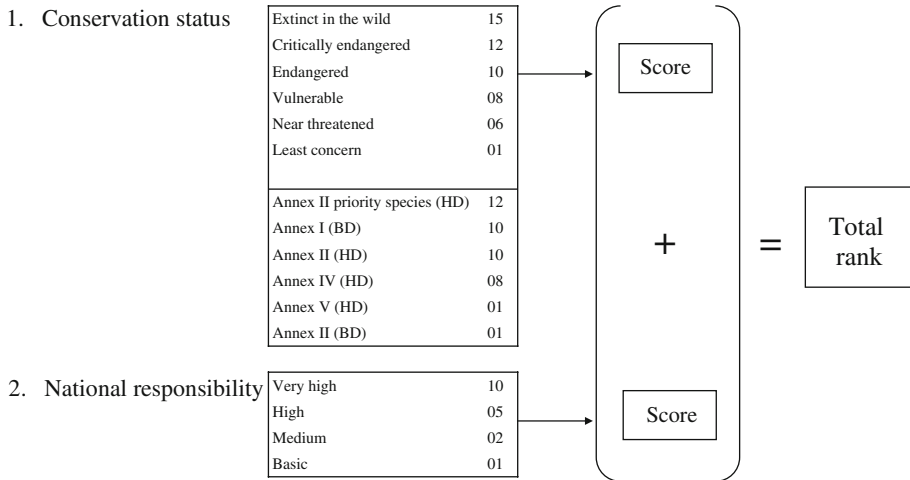 1. Conservation status
Extinct in the wild 15
Critically endangered 12
Endangered 10
Vulnerable 08
Near threatened 06
Least concern 01
Annex II priority species (HD) 12
Annex I (BD) 10
Annex II (HD) 10
Annex IV (HD) 08
Annex V (HD) 01
Annex II (BD) 01
2. National responsibility
Very high 10
High 05
Medium 02
Basic 01
Score
+
Score
=
Total
rank